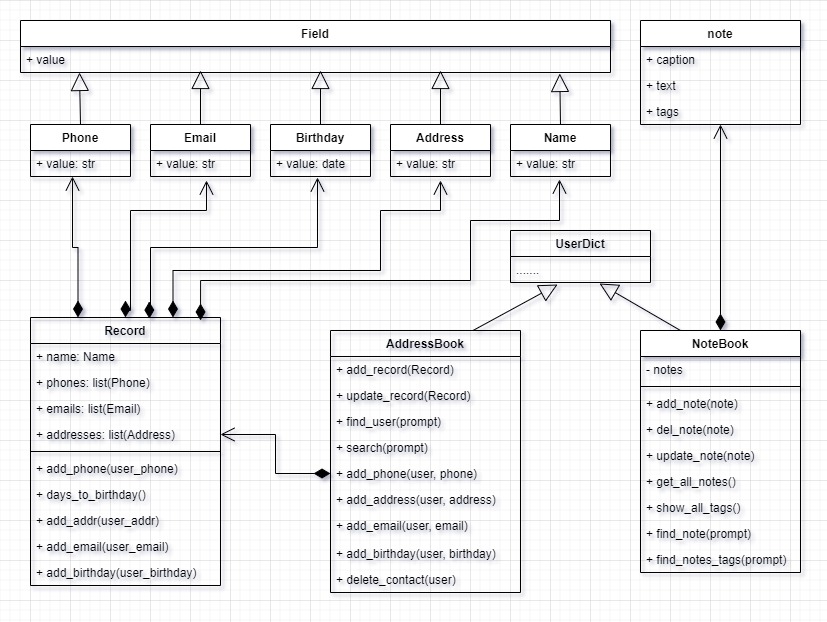 Field
+ value
note
+ caption
+ text
+ tags
Phone
+ value: str
Email
+ value: str
Birthday
+ value: date
Address
+ value: str
Name
+ value: str
UserDict
.......
Record
+ name: Name
+ phones: list(Phone)
+ emails: list(Email)
+ addresses: list(Address)
+ add_phone(user_phone)
+ days_to_birthday()
+ add_addr(user_addr)
+ add_email(user_email)
+ add_birthday(user_birthday)
AddressBook
+ add_record(Record)
+ update_record(Record)
+ find_user(prompt)
+ search(prompt)
+ add_phone(user, phone)
+ add_address(user, address)
+ add_email(user, email)
+ add_birthday(user, birthday)
+ delete_contact(user)
NoteBook
- notes
+ add_note(note)
+ del_note(note)
+ update_note(note)
+ get_all_notes()
+ show_all_tags()
+ find_note(prompt)
+ find_notes_tags(prompt)